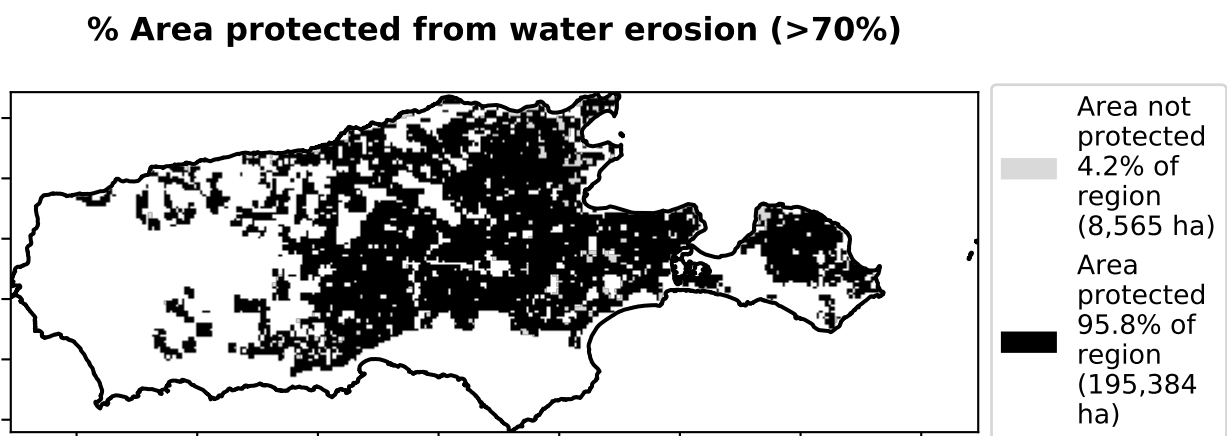 % Area protected from water erosion (>70%)
Area not
protected
4.2% of
region
(8,565 ha)
Area
protected
95.8% of
region
(195,384
ha)